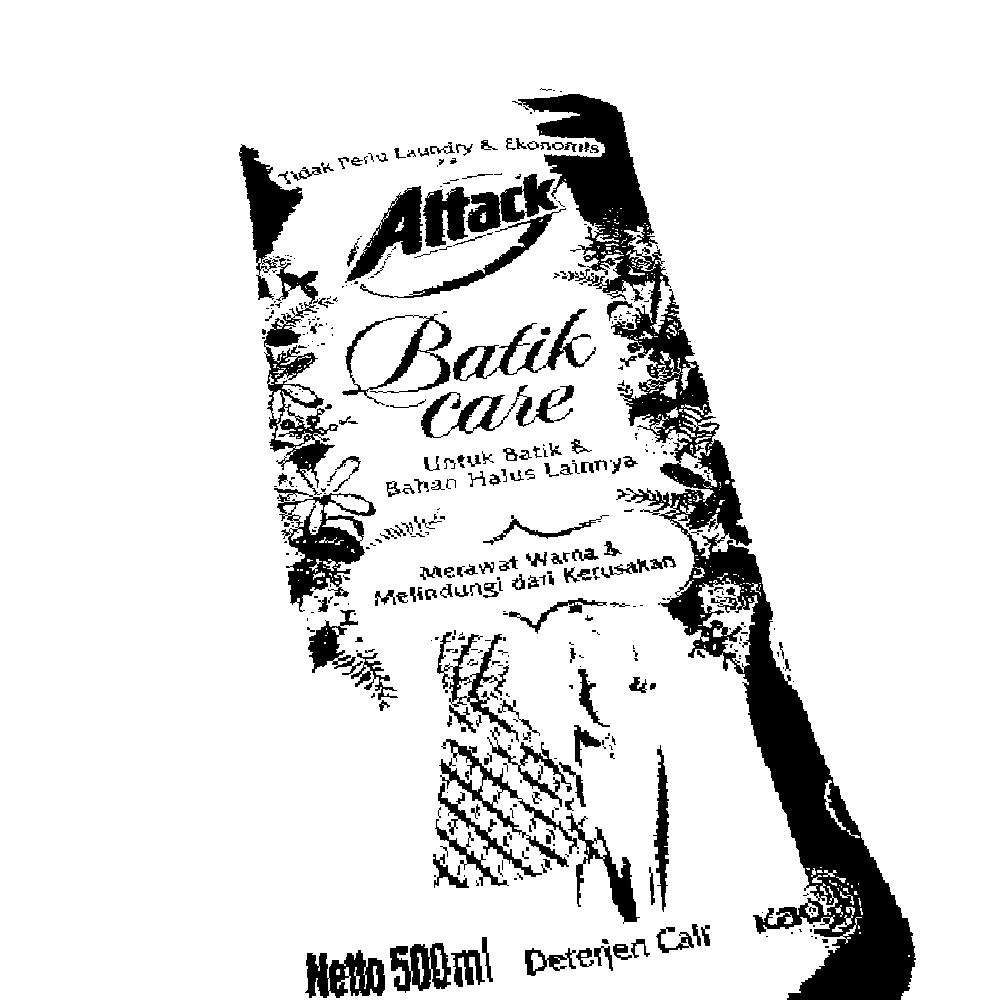 Tidak Perlu Laundry & Ekonomis
Attack
Batik
care
Untuk Batik &
Bahan Halus Lainnya
Merawat Warna &
Melindungi dari Kerusakan
Kao
Netto 500ml
Deterjen Cair